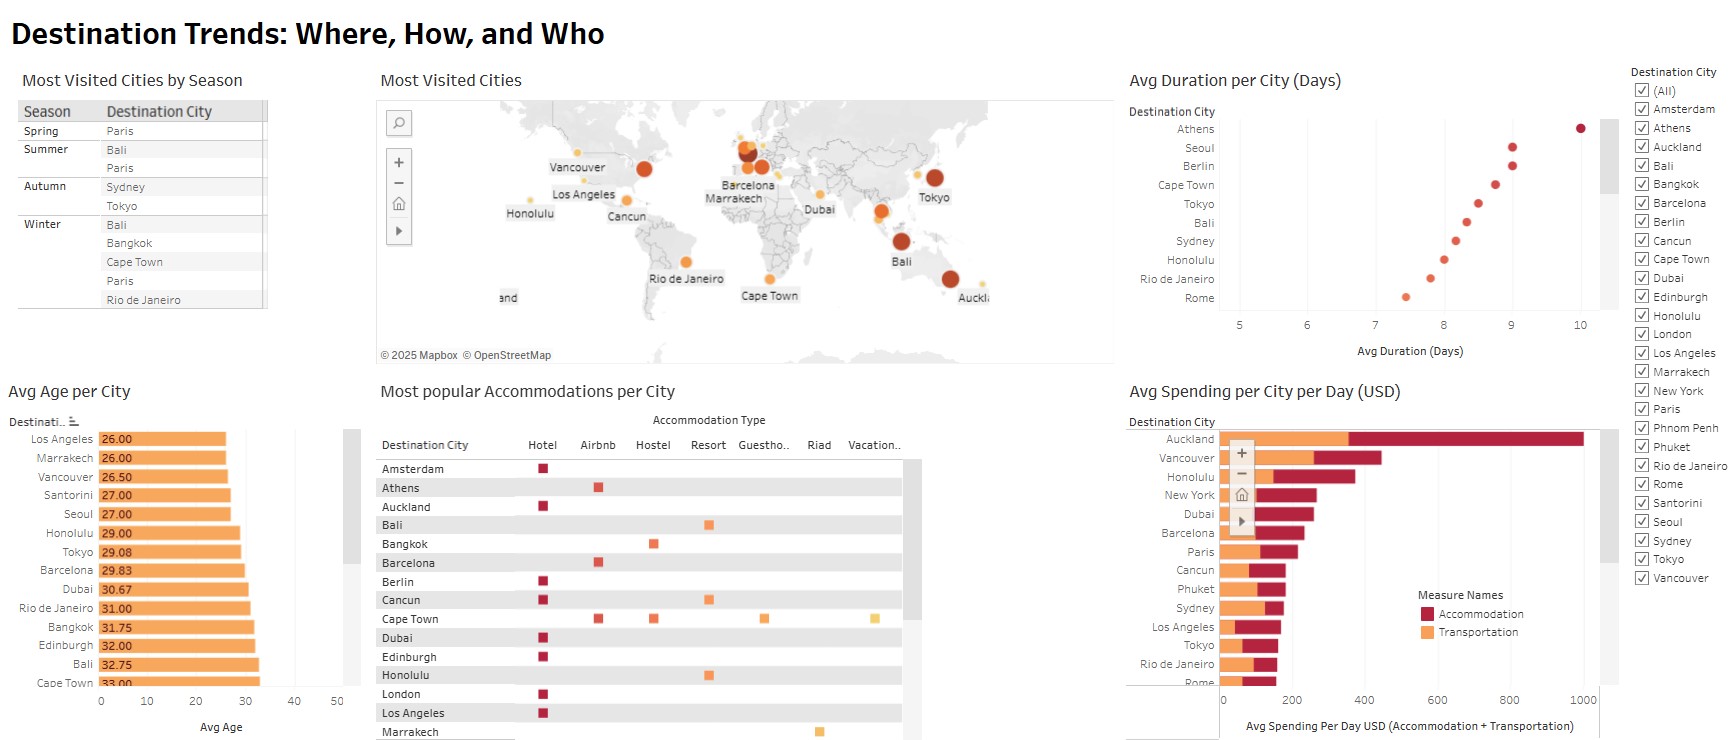 Destination Trends: Where, How, and Who
Most Visited Cities by Season
Season Destination City
Spring Paris
Summer Bali
Paris
Autumn Sydney
Tokyo
Winter Bali
Bangkok
Cape Town
Paris
Rio de Janeiro
Most Visited Cities
Vancouver
Los Angeles
Honolulu
Cancun
Barcelona
Marrakech
Dubai
Tokyo
Bali
Rio de Janeiro
Cape Town
and
Auckl
© 2025 Mapbox © OpenStreetMap
Avg Duration per City (Days)
Destination City
Athens
Seoul
Berlin
Cape Town
Tokyo
Bali
Sydney
Honolulu
Rio de Janeiro
Rome
5 6 7 8 9 10
Avg Duration (Days)
Destination City
(All)
Amsterdam
Athens
Auckland
Bali
Bangkok
Barcelona
Berlin
Cancun
Cape Town
Dubai
Edinburgh
Honolulu
London
Los Angeles
Marrakech
New York
Paris
Phnom Penh
Phuket
Rio de Janeiro
Rome
Santorini
Seoul
Sydney
Tokyo
Vancouver
Avg Age per City
Destinati..
Los Angeles 26.00
Marrakech 26.00
Vancouver 26.50
Santorini 27.00
Seoul 27.00
Honolulu 29.00
Tokyo 29.08
Barcelona 29.83
Dubai 30.67
Rio de Janeiro 31.00
Bangkok 31.75
Edinburgh 32.00
Bali 32.75
Cape Town 33.00
0 10 20 30 40 50
Avg Age
Most popular Accommodations per City
Accommodation Type
Destination City Hotel Airbnb Hostel Resort Guestho.. Riad Vacation..
Amsterdam
Athens
Auckland
Bali
Bangkok
Barcelona
Berlin
Cancun
Cape Town
Dubai
Edinburgh
Honolulu
London
Los Angeles
Marrakech
Avg Spending per City per Day (USD)
Destination City
Auckland
Vancouver
Honolulu
New York
Dubai
Barcelona
Paris
Cancun
Phuket
Sydney
Los Angeles
Tokyo
Rio de Janeiro
Rome
Measure Names
Accommodation
Transportation
0 200 400 600 800 1000
Avg Spending Per Day USD (Accommodation + Transportation)